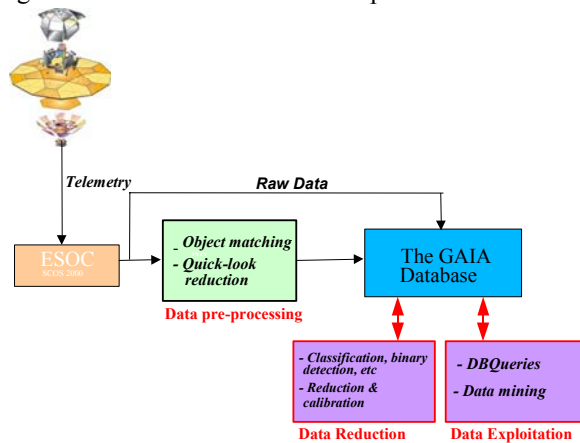 Telemetry
Raw Data
ESOC
SCOS 2000
- Object matching
- Quick-look
reduction
Data pre-processing
The GAIA
Database
- Classification, binary
detection, etc
- Reduction &
calibration
Data Reduction
- DBQueries
- Data mining
Data Exploitation